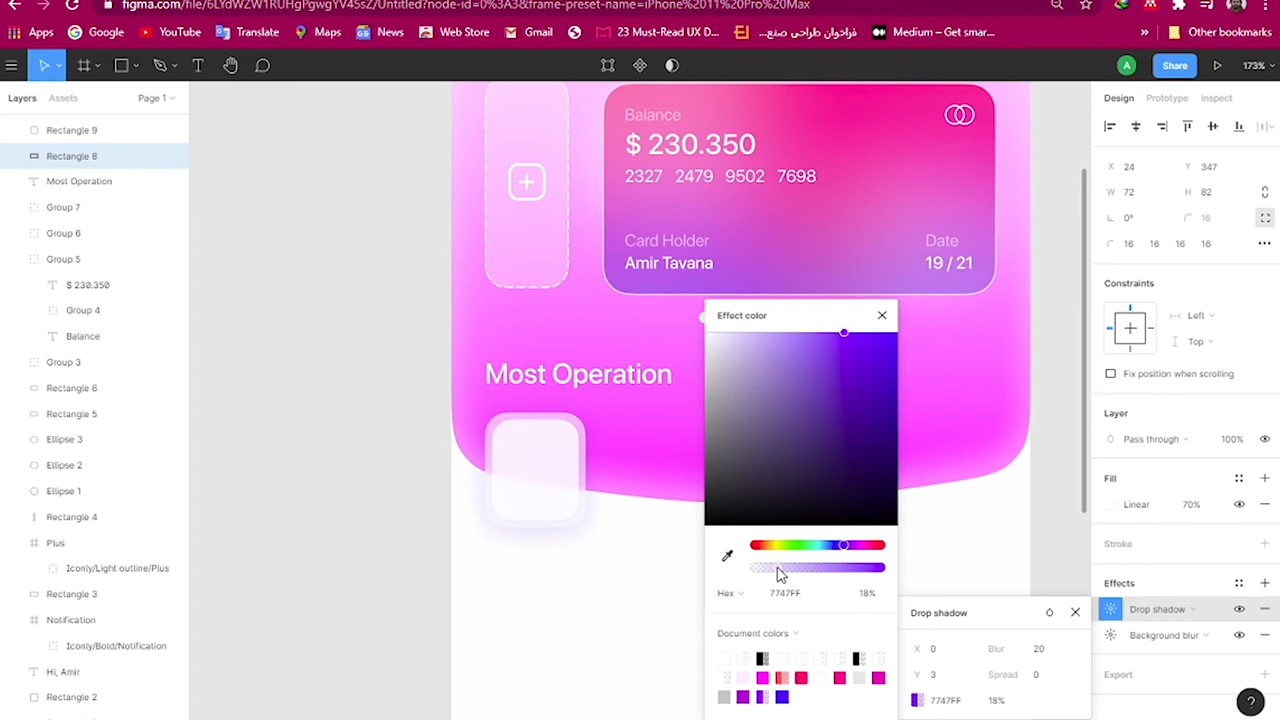 figma.com/file/6LYdWZW1RUHgPgwgYV45sZ/Untitled?node-id=0%3A3&frame-preset-name=iPhone%2011%20Pro%20Max
Apps Google YouTube Translate Maps News Web Store Gmail 23 Must-Read UX D... فراخوان طراحی صنع... Medium – Get smar... » Other bookmarks
A Share 173%
Layers Assets Page 1
Design Prototype Inspect
Rectangle 9
Rectangle 8
Most Operation
Group 7
Group 6
Group 5
$ 230.350
Group 4
Balance
Group 3
Rectangle 6
Rectangle 5
Ellipse 3
Ellipse 2
Ellipse 1
Rectangle 4
Plus
Iconly/Light outline/Plus
Rectangle 3
Notification
Iconly/Bold/Notification
Hi, Amir
Rectangle 2
Balance
$ 230.350
2327 2479 9502 7698
Card Holder Date
Amir Tavana 19 / 21
Most Operation
Effect color
Hex 7747FF 18%
Document colors
Drop shadow
X 0 Blur 20
Y 3 Spread 0
7747FF 18%
X 24 Y 347
W 72 H 82
0° 16
16 16 16 16
Constraints
Left
Top
Fix position when scrolling
Layer
Pass through 100%
Fill
Linear 70%
Stroke
Effects
Drop shadow
Background blur
Export
?